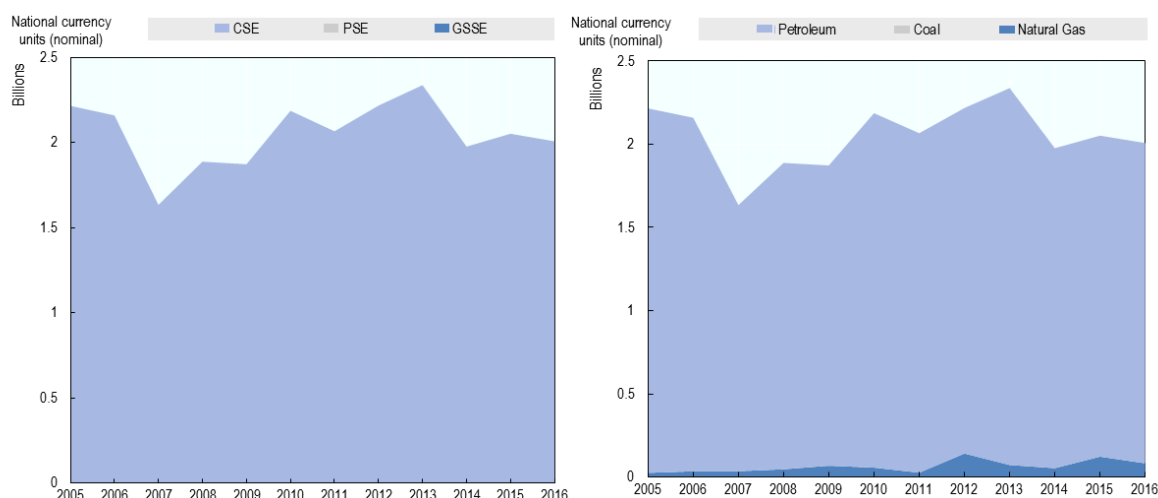 National currency
units (nominal)
CSE PSE GSSE
Billions
2.5
2
1.5
1
0.5
0
2005 2006 2007 2008 2009 2010 2011 2012 2013 2014 2015 2016
National currency
units (nominal)
Petroleum Coal Natural Gas
Billions
2.5
2
1.5
1
0.5
0
2005 2006 2007 2008 2009 2010 2011 2012 2013 2014 2015 2016